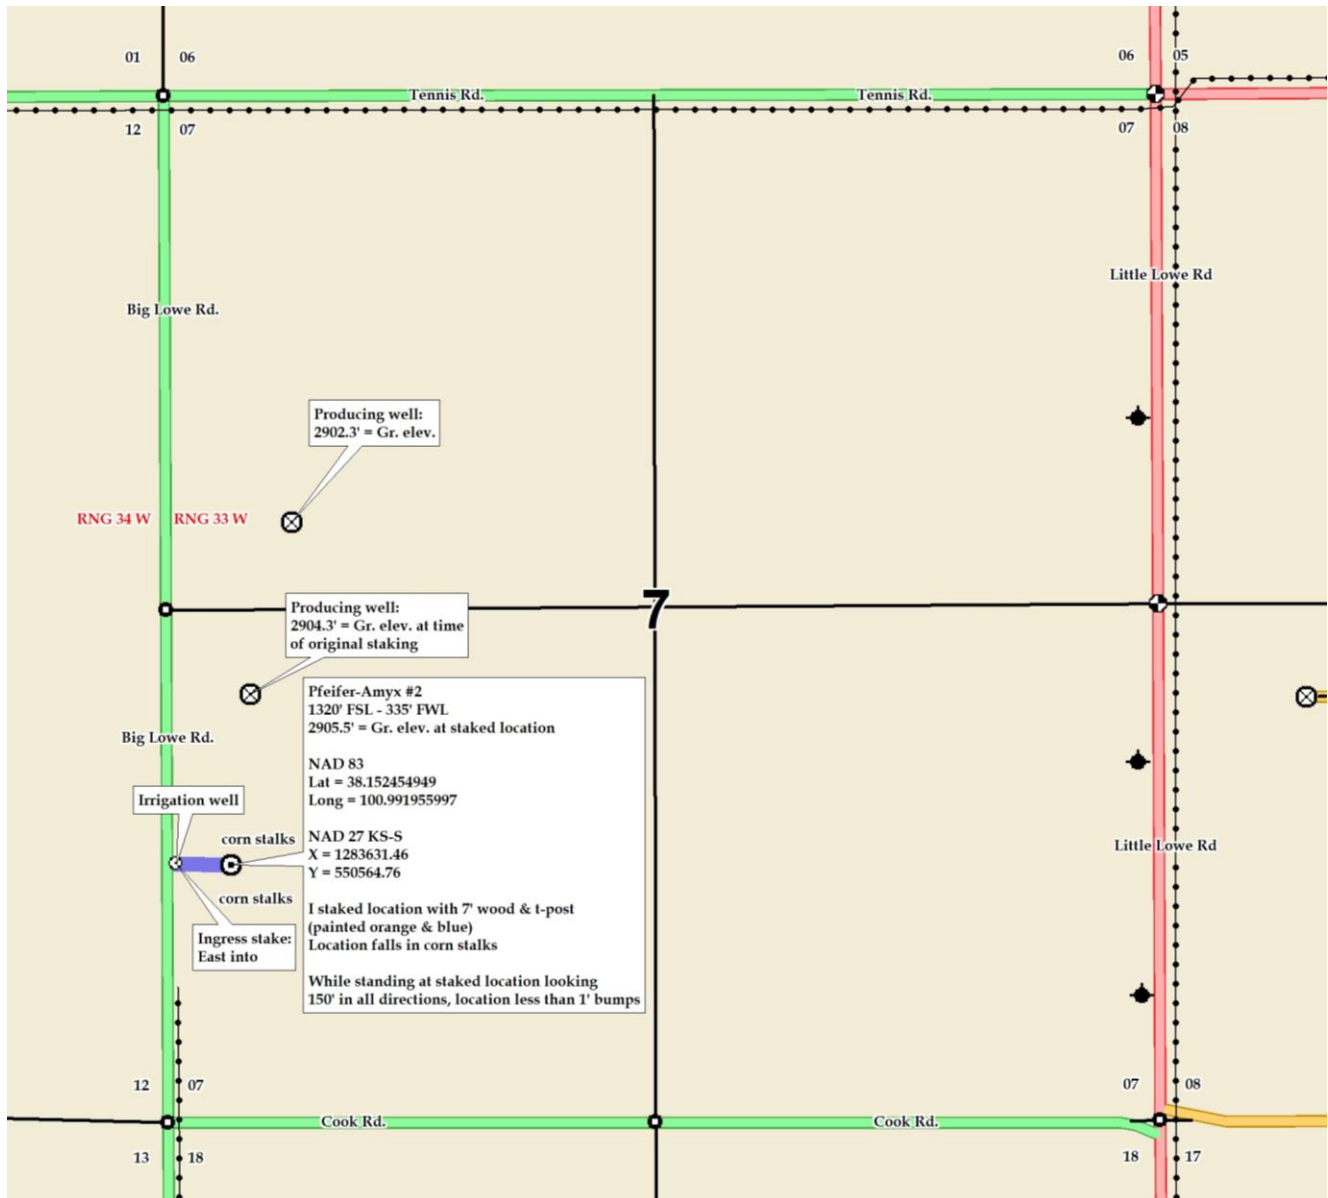 01 06
06 05
Tennis Rd.
Tennis Rd.
12 07
07 08
Little Lowe Rd
Big Lowe Rd.
Producing well:
2902.3' = Gr. elev.
RNG 34 W RNG 33 W
7
Producing well:
2904.3' = Gr. elev. at time
of original staking
Pfeifer-Amyx #2
1320' FSL - 335' FWL
2905.5' = Gr. elev. at staked location
NAD 83
Lat = 38.152454949
Long = 100.991955997
NAD 27 KS-S
X = 1283631.46
Y = 550564.76
I staked location with 7' wood & t-post
(painted orange & blue)
Location falls in corn stalks
While standing at staked location looking
150' in all directions, location less than 1' bumps
Big Lowe Rd.
Irrigation well
corn stalks
corn stalks
Ingress stake:
East into
Little Lowe Rd
12 07
07 08
Cook Rd.
Cook Rd.
13 18
18 17